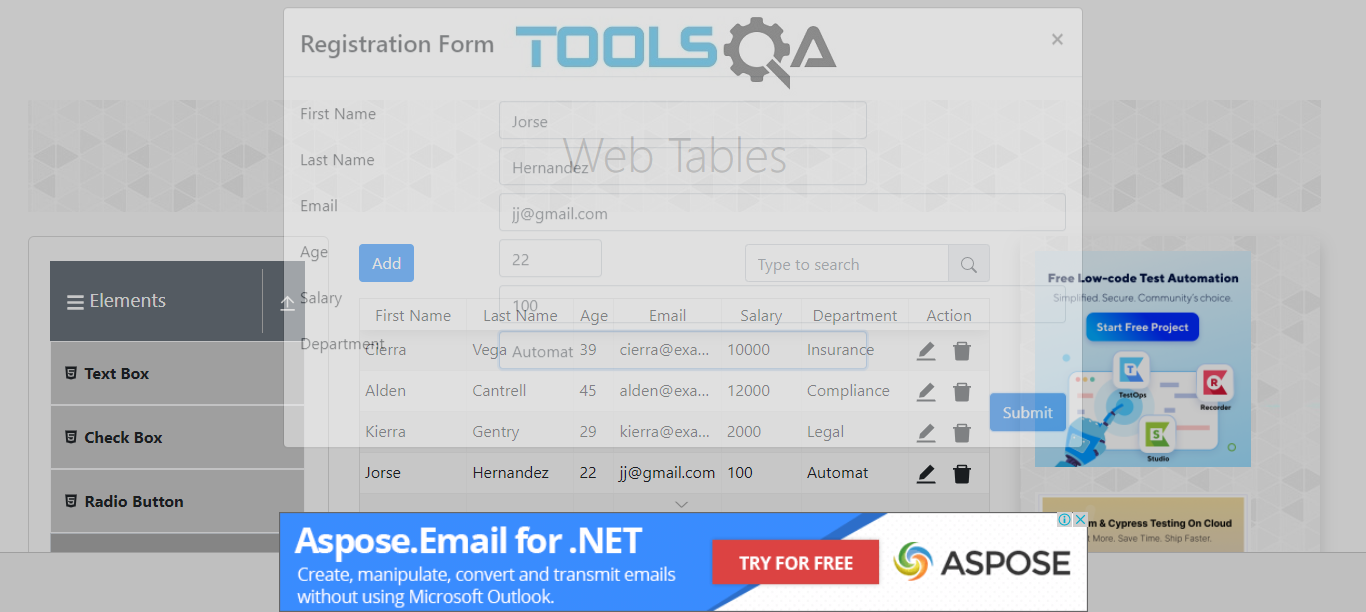 Registration Form
TOOLSQA
×
First Name
Jorse
Web Tables
Last Name
Hernandez
Email
jj@gmail.com
Age
22
Add
Type to search
Salary
100
Department
Automat
Submit
Elements
Text Box
Check Box
Radio Button
First Name Last Name Age Email Salary Department Action
Cierra Vega 39 cierra@exa... 10000 Insurance
Alden Cantrell 45 alden@exa... 12000 Compliance
Kierra Gentry 29 kierra@exa... 2000 Legal
Jorse Hernandez 22 jj@gmail.com 100 Automat
Free Low-code Test Automation
Simplified. Secure. Community's choice.
Start Free Project
TestOps
Recorder
Studio
m & Cypress Testing On Cloud
t More. Save Time. Ship Faster.
Aspose.Email for .NET
Create, manipulate, convert and transmit emails
without using Microsoft Outlook.
TRY FOR FREE
ASPOSE